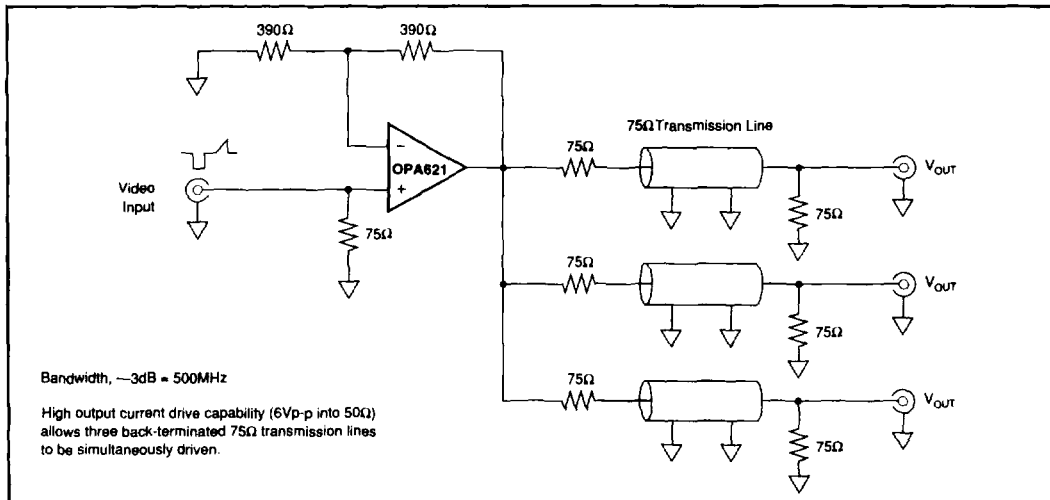 390Ω
390Ω
75Ω Transmission Line
75Ω
−
OPA621
+
Video
Input
75Ω
VOUT
75Ω
75Ω
VOUT
75Ω
75Ω
VOUT
75Ω
Bandwidth, —3dB = 500MHz
High output current drive capability (6Vp-p into 50Ω)
allows three back-terminated 75Ω transmission lines
to be simultaneously driven.